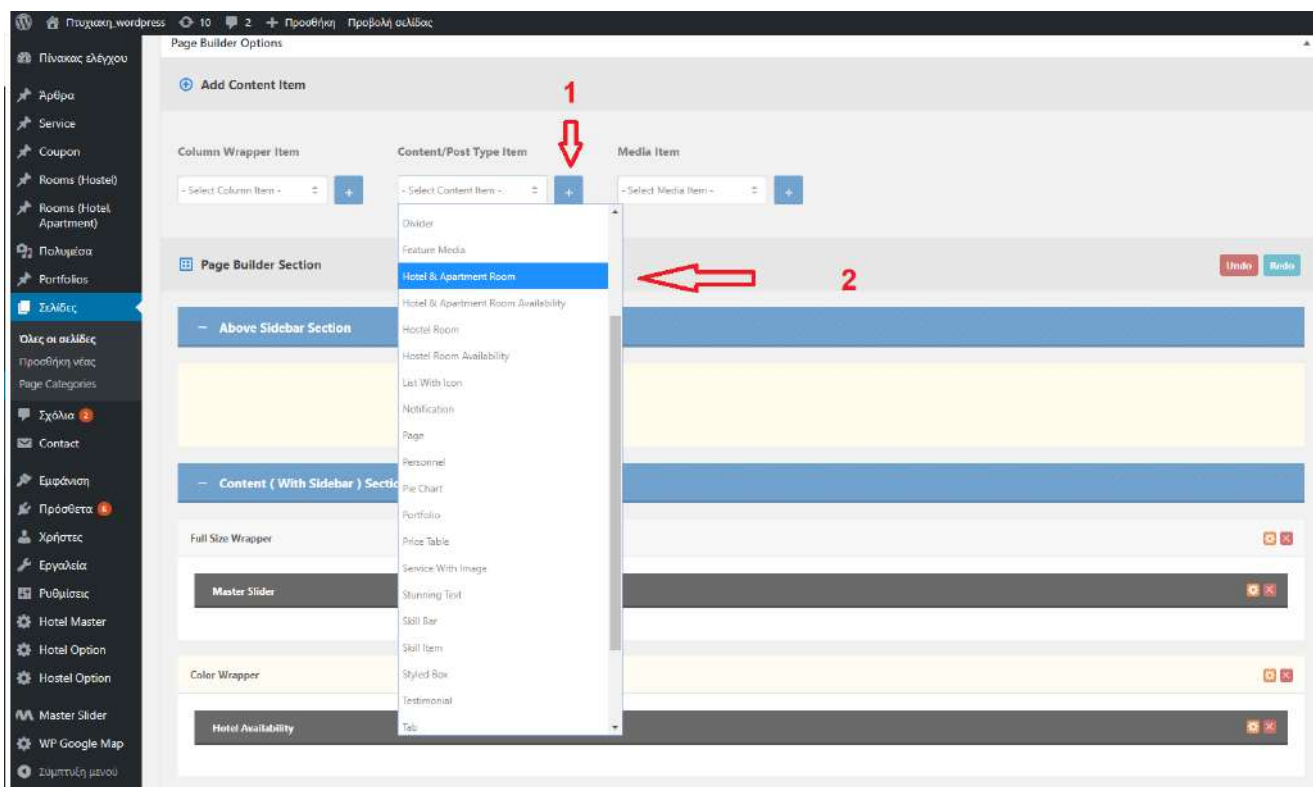 Πτυχιακη_wordpress 10 2 Προσθήκη Προβολή σελίδας
Πίνακας ελέγχου
Άρθρα
Service
Coupon
Rooms (Hostel)
Rooms (Hotel,
Apartment)
Πολυμέσα
Portfolios
Σελίδες
Όλες οι σελίδες
Προσθήκη νέας
Page Categories
Σχόλια 2
Contact
Εμφάνιση
Πρόσθετα 6
Χρήστες
Εργαλεία
Ρυθμίσεις
Hotel Master
Hotel Option
Hostel Option
Master Slider
WP Google Map
Σύμπτυξη μενού
Page Builder Options
Add Content Item
1
Column Wrapper Item Content/Post Type Item Media Item
- Select Column Item - + - Select Content Item - + - Select Media Item - +
Divider
Feature Media
Hotel & Apartment Room
Hotel & Apartment Room Availability
Hostel Room
Hostel Room Availability
List With Icon
Notification
Page
Personnel
Pie Chart
Portfolio
Price Table
Service With Image
Stunning Text
Skill Bar
Skill Item
Styled Box
Testimonial
Tab
2
Page Builder Section Undo Redo
Above Sidebar Section
Content ( With Sidebar ) Sectio
Full Size Wrapper
Master Slider
Color Wrapper
Hotel Availability